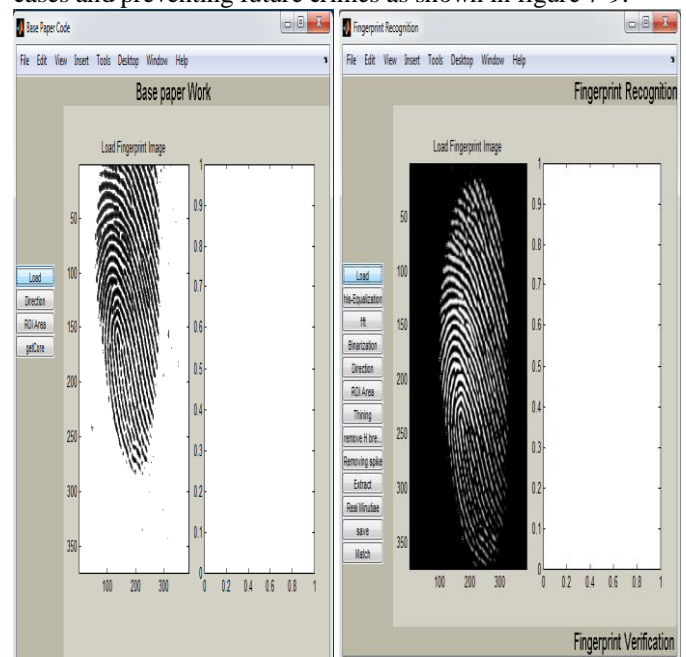 cases and preventing future crimes as shown in figure 7-9.
Base Paper Code
File Edit View Insert Tools Desktop Window Help
Base paper Work
Load Fingerprint Image
50
100
150
200
250
300
350
100 200 300
1
0.9
0.8
0.7
0.6
0.5
0.4
0.3
0.2
0.1
0
0 0.2 0.4 0.6 0.8 1
Load
Direction
ROI Area
getCore
Fingerprint Recognition
File Edit View Insert Tools Desktop Window Help
Fingerprint Recognition
Load Fingerprint Image
50
100
150
200
250
300
350
100 200 300
1
0.9
0.8
0.7
0.6
0.5
0.4
0.3
0.2
0.1
0
0 0.2 0.4 0.6 0.8 1
Load
his-Equalization
fft
Binarization
Direction
ROI Area
Thining
remove H bre...
Removing spike
Extract
Real Minutiae
save
Match
Fingerprint Verification